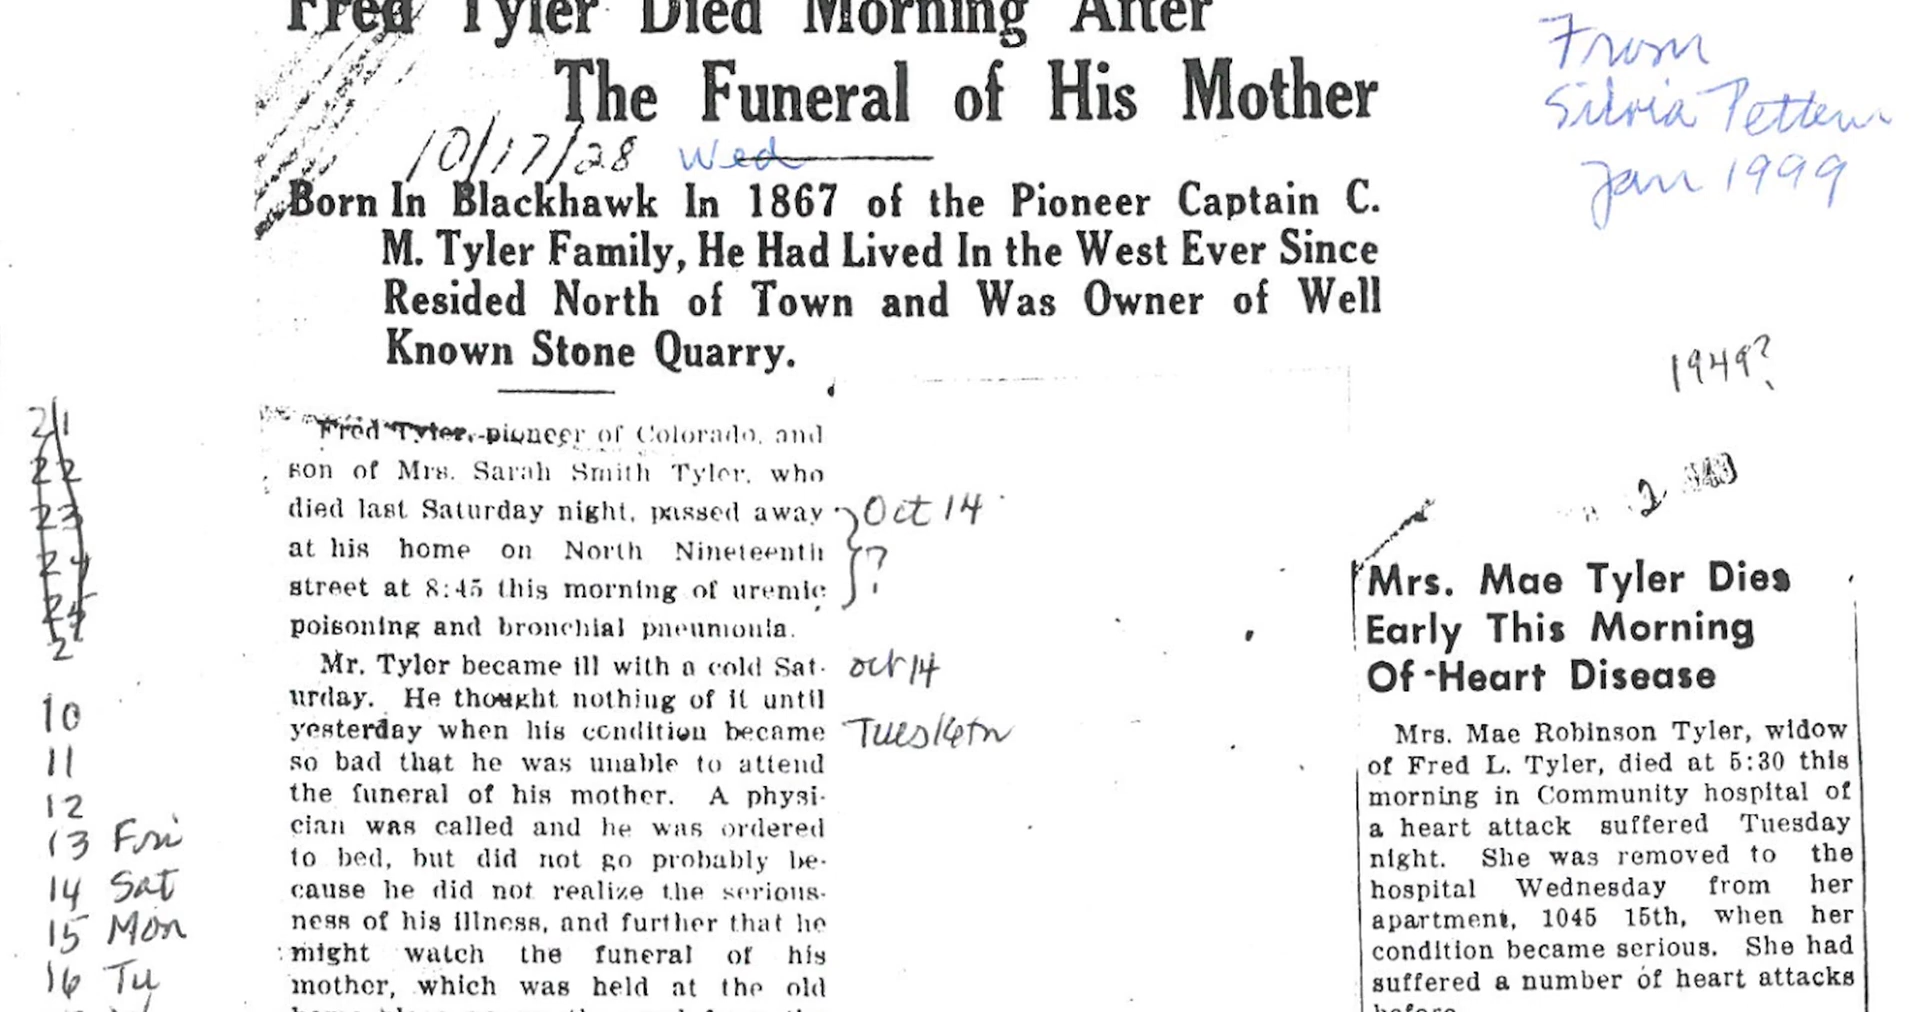 Fred Tyler Died Morning After
The Funeral of His Mother
10/17/28 Wed
Born In Blackhawk In 1867 of the Pioneer Captain C.
M. Tyler Family, He Had Lived In the West Ever Since
Resided North of Town and Was Owner of Well
Known Stone Quarry.
From
Silvia Pettem
Jan 1999
1949?
21
22
23
24
25
2
10
11
12
13 Fri
14 Sat
15 Mon
16 Tu
Fred Tyler, pioneer of Colorado, and
son of Mrs. Sarah Smith Tyler, who
died last Saturday night, passed away
at his home on North Nineteenth
street at 8:45 this morning of uremic
poisoning and bronchial pneumonia.
Oct 14
?
Mr. Tyler became ill with a cold Sat-
urday. He thought nothing of it until
yesterday when his condition became
so bad that he was unable to attend
the funeral of his mother. A physi-
cian was called and he was ordered
to bed, but did not go probably be-
cause he did not realize the serious-
ness of his illness, and further that he
might watch the funeral of his
mother, which was held at the old
Oct 14
Tues 16th
2
Mrs. Mae Tyler Dies
Early This Morning
Of Heart Disease
Mrs. Mae Robinson Tyler, widow
of Fred L. Tyler, died at 5:30 this
morning in Community hospital of
a heart attack suffered Tuesday
night. She was removed to the
hospital Wednesday from her
apartment, 1045 15th, when her
condition became serious. She had
suffered a number of heart attacks
before.